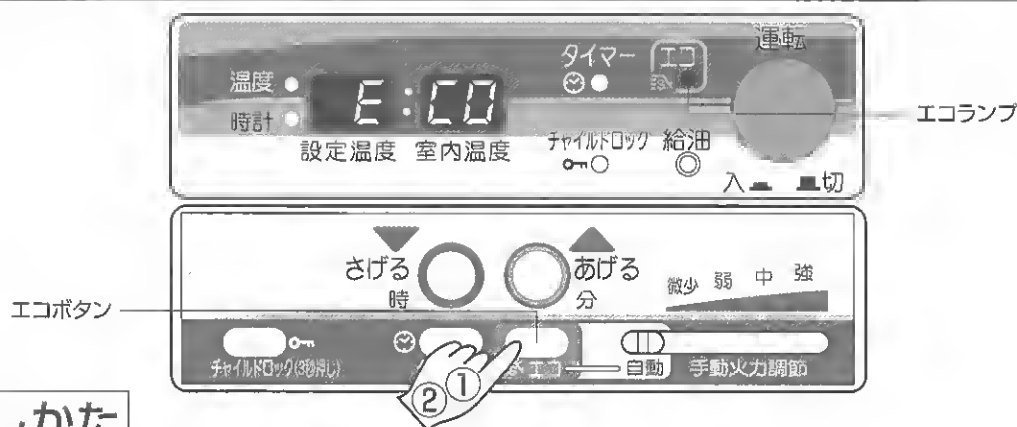 運転
タイマー エコ
温度
E:CO
時計
エコランプ
設定温度 室内温度
チャイルドロック 給油
入 切
さげる あげる
時 分
微少 弱 中 強
エコボタン
チャイルドロック(3秒押し)
自動 手動火力調節
① ②
かた